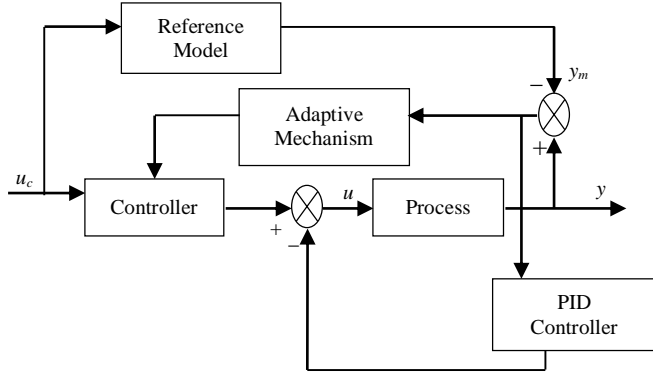 Reference
Model
−
y_m
Adaptive
Mechanism
+
u_c
Controller
u
Process
y
+
−
PID
Controller